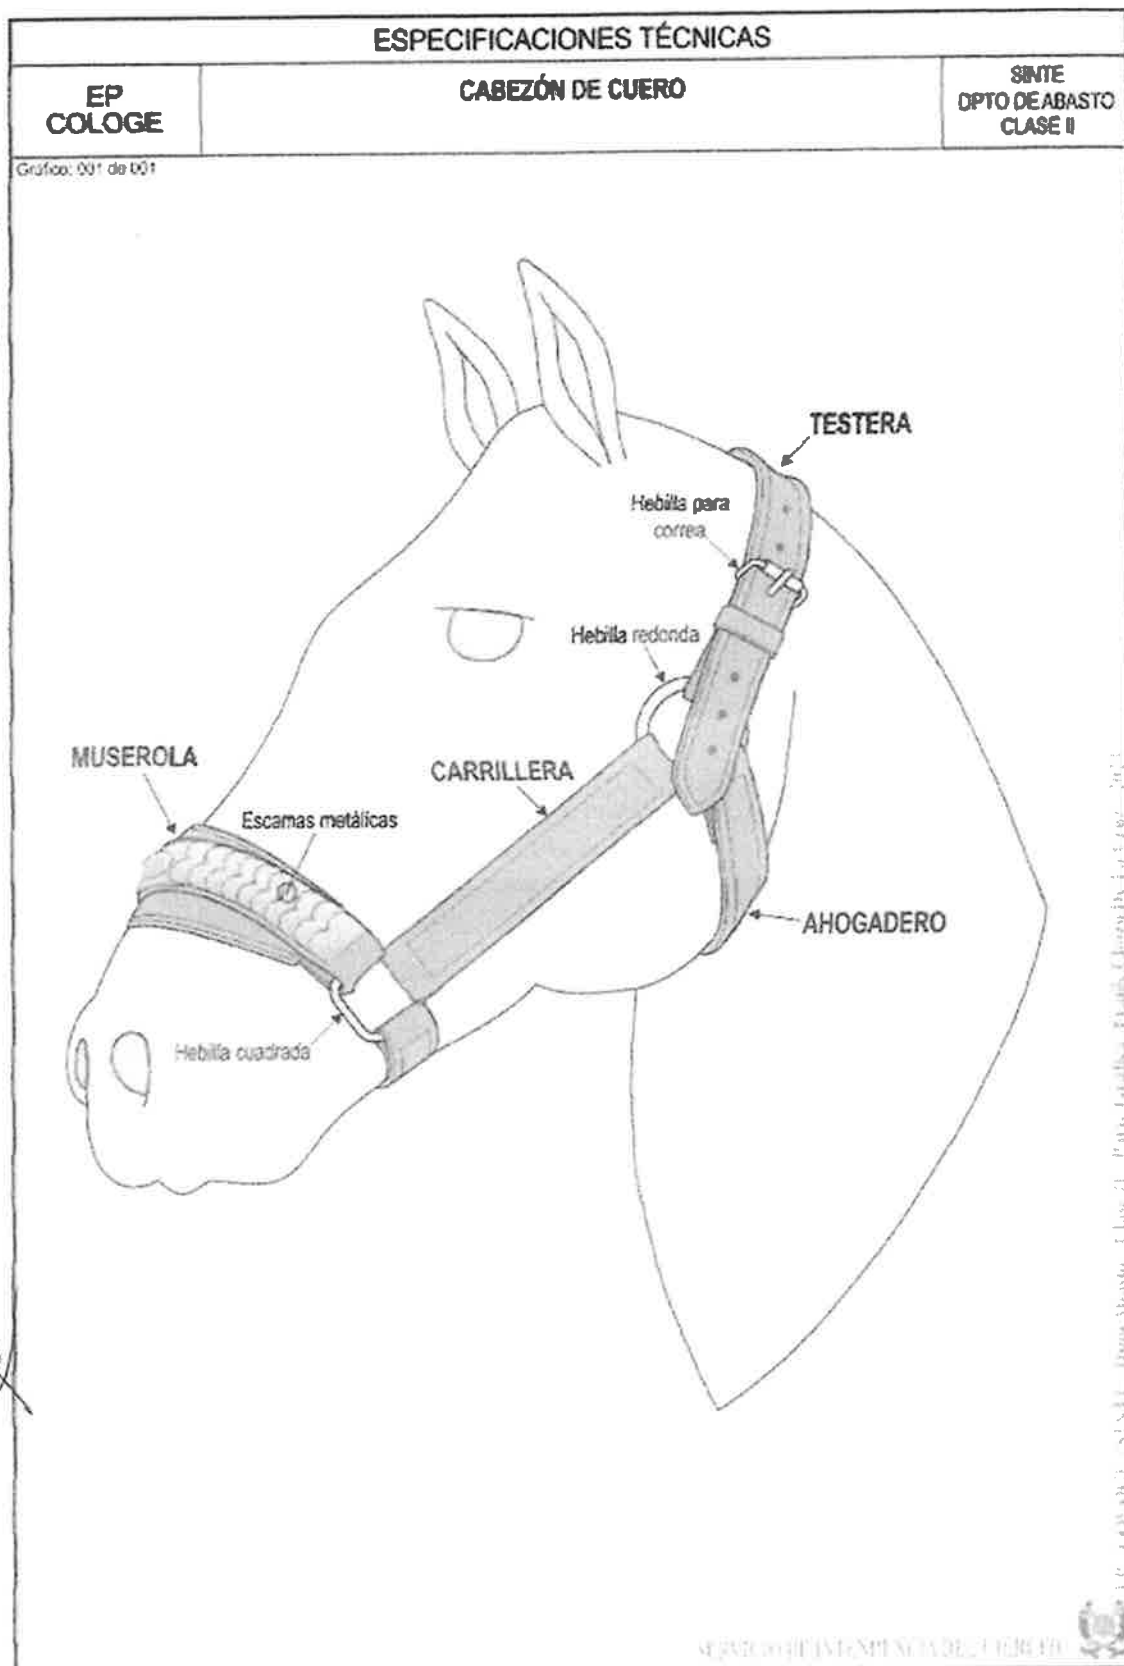 ESPECIFICACIONES TÉCNICAS
EP
COLOGE
CABEZÓN DE CUERO
SINTE
DPTO DE ABASTO
CLASE II
Gráfico: 001 de 001
TESTERA
Hebilla para
correa
Hebilla redonda
MUSEROLA
CARRILLERA
Escamas metálicas
AHOGADERO
Hebilla cuadrada